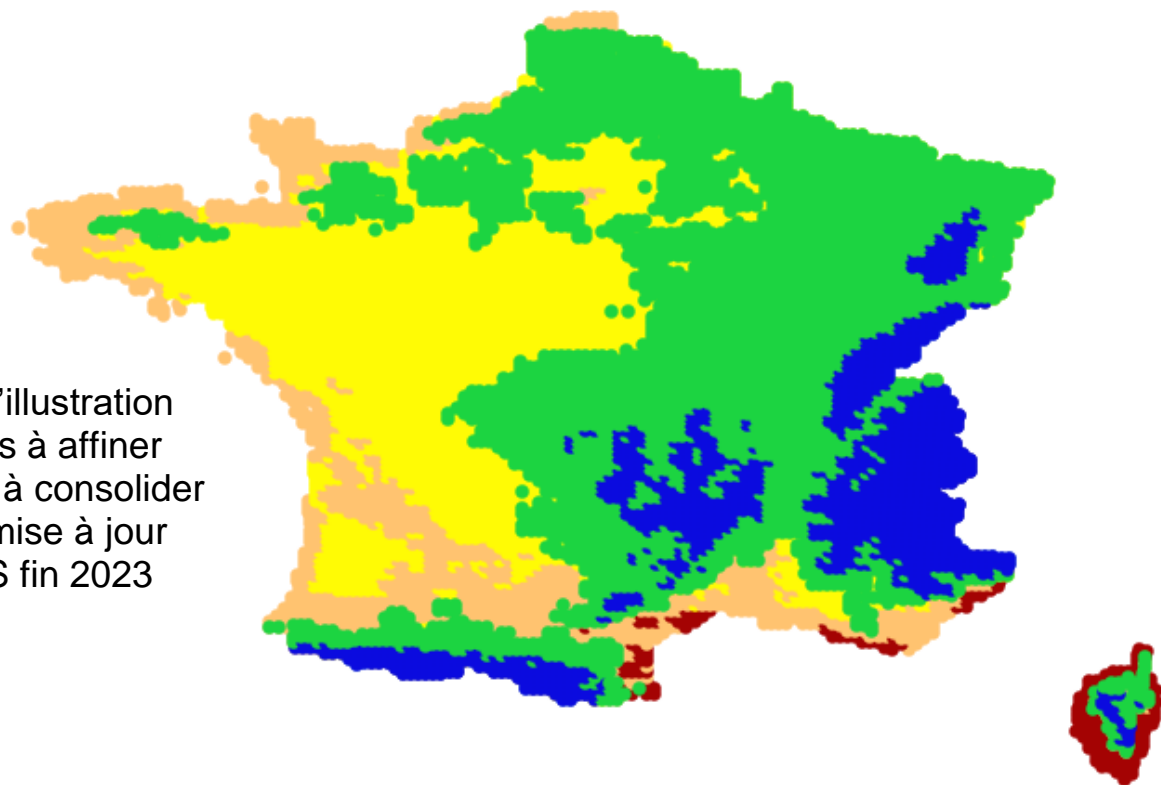 ’illustration
s à affiner
à consolider
mise à jour
S fin 2023